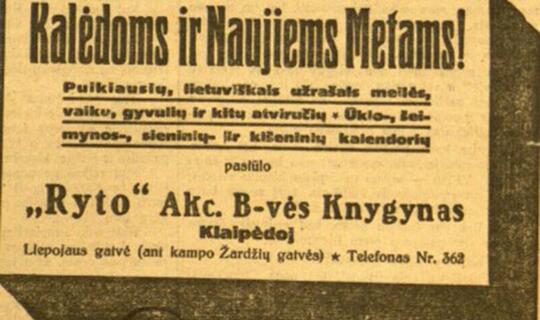 Kalėdoms ir Naujiems Metams!
Puikiausių, lietuviškais užrašais meilės,
vaikų, gyvulių ir kitų atviručių * Ūkio-, šei-
mynos-, sieninių- ir kišeninių kalendorių
pasiūlo
„Ryto“ Akc. B-vės Knygynas
Klaipėdoj
Liepojaus gatvė (ant kampo Žardžių gatvės) ★ Telefonas Nr. 362